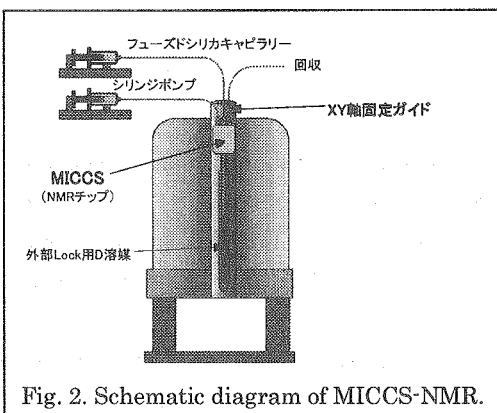 フューズドシリカキャピラリー
回収
シリンジポンプ
XY軸固定ガイド
MICCS
(NMRチップ)
外部Lock用D溶媒
Fig. 2. Schematic diagram of MICCS-NMR.